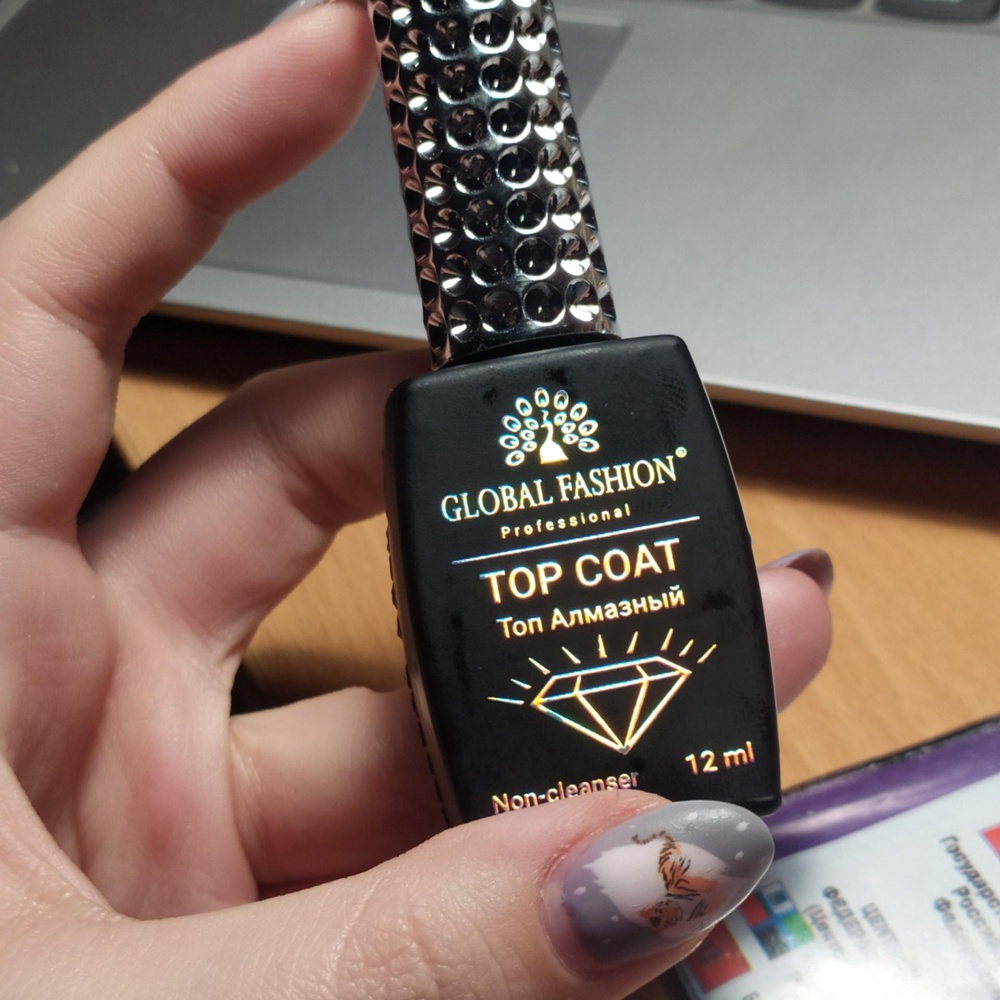 GLOBAL FASHION®
Professional
TOP COAT
Топ Алмазный
12 ml
Non-cleanser